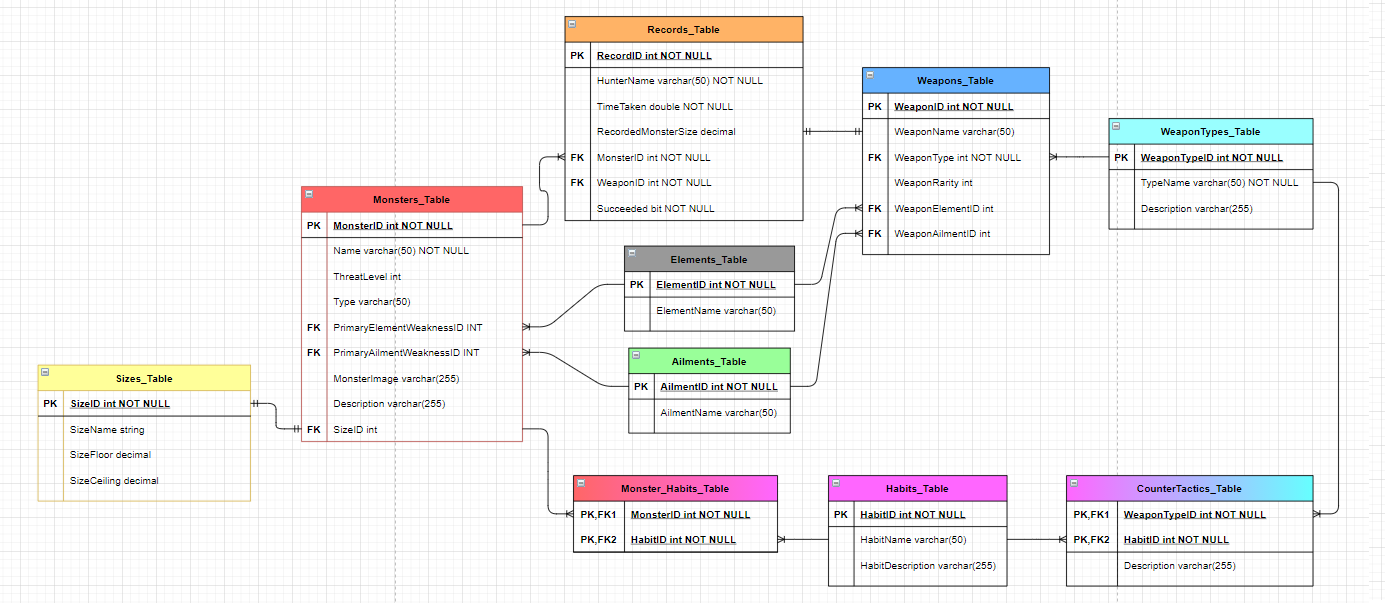 Records_Table
PK RecordID int NOT NULL
HunterName varchar(50) NOT NULL
TimeTaken double NOT NULL
RecordedMonsterSize decimal
FK MonsterID int NOT NULL
FK WeaponID int NOT NULL
Succeeded bit NOT NULL
Weapons_Table
PK WeaponID int NOT NULL
WeaponName varchar(50)
FK WeaponType int NOT NULL
WeaponRarity int
FK WeaponElementID int
FK WeaponAilmentID int
WeaponTypes_Table
PK WeaponTypeID int NOT NULL
TypeName varchar(50) NOT NULL
Description varchar(255)
Monsters_Table
PK MonsterID int NOT NULL
Name varchar(50) NOT NULL
ThreatLevel int
Type varchar(50)
FK PrimaryElementWeaknessID INT
FK PrimaryAilmentWeaknessID INT
MonsterImage varchar(255)
Description varchar(255)
FK SizeID int
Elements_Table
PK ElementID int NOT NULL
ElementName varchar(50)
Ailments_Table
PK AilmentID int NOT NULL
AilmentName varchar(50)
Sizes_Table
PK SizeID int NOT NULL
SizeName string
SizeFloor decimal
SizeCeiling decimal
Monster_Habits_Table
PK,FK1 MonsterID int NOT NULL
PK,FK2 HabitID int NOT NULL
Habits_Table
PK HabitID int NOT NULL
HabitName varchar(50)
HabitDescription varchar(255)
CounterTactics_Table
PK,FK1 WeaponTypeID int NOT NULL
PK,FK2 HabitID int NOT NULL
Description varchar(255)